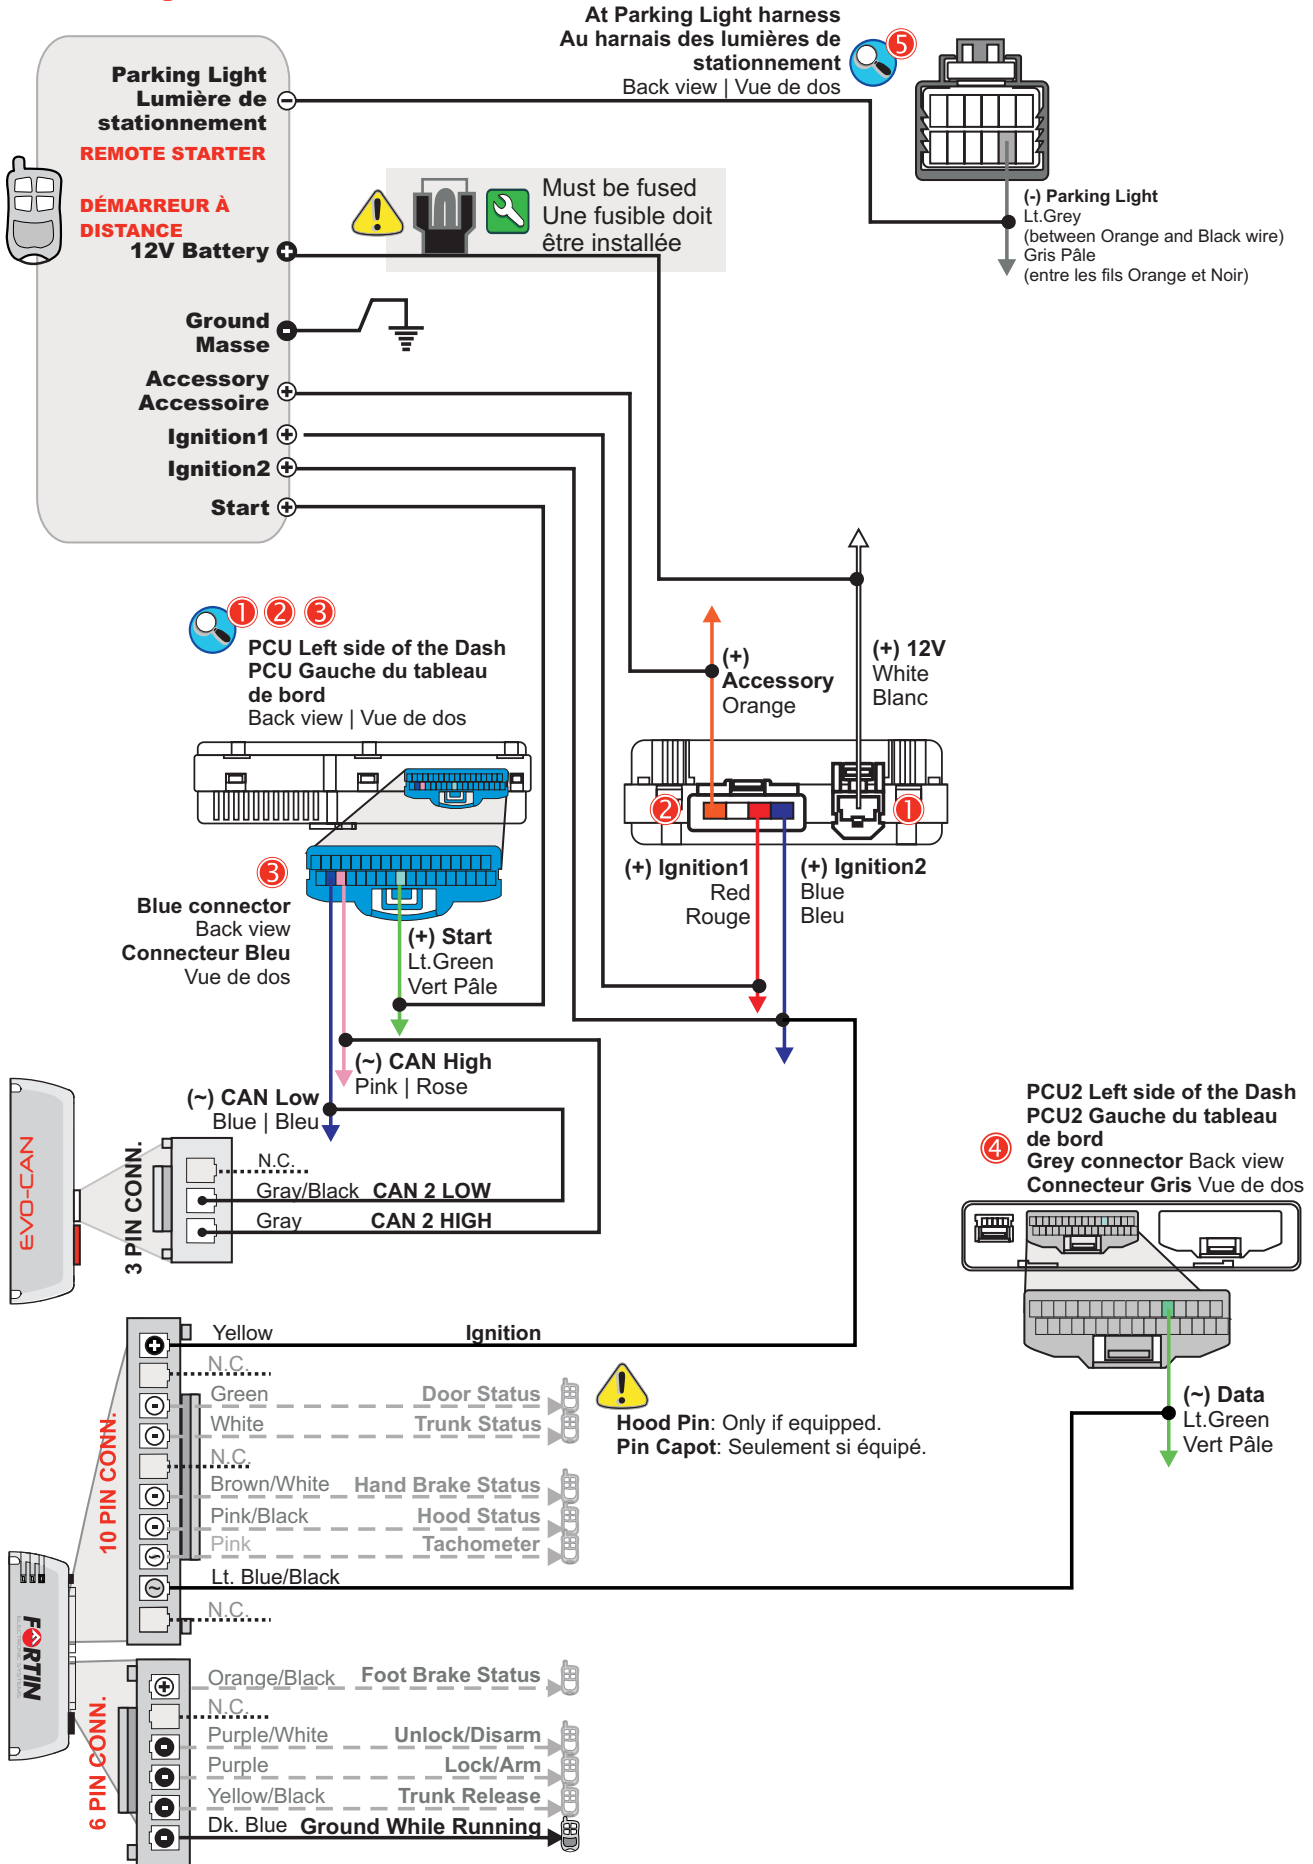 At Parking Light harness
Au harnais des lumières de
stationnement
Back view | Vue de dos
5
Parking Light
Lumière de
stationnement
REMOTE STARTER
DÉMARREUR À
DISTANCE
12V Battery
Must be fused
Une fusible doit
être installée
(-) Parking Light
Lt.Grey
(between Orange and Black wire)
Gris Pâle
(entre les fils Orange et Noir)
Ground
Masse
Accessory
Accessoire
Ignition1
Ignition2
Start
1 2 3
PCU Left side of the Dash
PCU Gauche du tableau
de bord
Back view | Vue de dos
(+)
Accessory
Orange
(+) 12V
White
Blanc
2
1
(+) Ignition1
Red
Rouge
(+) Ignition2
Blue
Bleu
3
Blue connector
Back view
Connecteur Bleu
Vue de dos
(+) Start
Lt.Green
Vert Pâle
(~) CAN High
Pink | Rose
(~) CAN Low
Blue | Bleu
EVO-CAN
3 PIN CONN.
N.C.
Gray/Black CAN 2 LOW
Gray CAN 2 HIGH
PCU2 Left side of the Dash
PCU2 Gauche du tableau
de bord
4
Grey connector Back view
Connecteur Gris Vue de dos
(~) Data
Lt.Green
Vert Pâle
10 PIN CONN.
Yellow Ignition
N.C.
Green Door Status
White Trunk Status
N.C.
Brown/White Hand Brake Status
Pink/Black Hood Status
Pink Tachometer
Lt. Blue/Black
N.C.
Hood Pin: Only if equipped.
Pin Capot: Seulement si équipé.
FORTIN
ELECTRONIC SYSTEMS
6 PIN CONN.
Orange/Black Foot Brake Status
N.C.
Purple/White Unlock/Disarm
Purple Lock/Arm
Yellow/Black Trunk Release
Dk. Blue Ground While Running